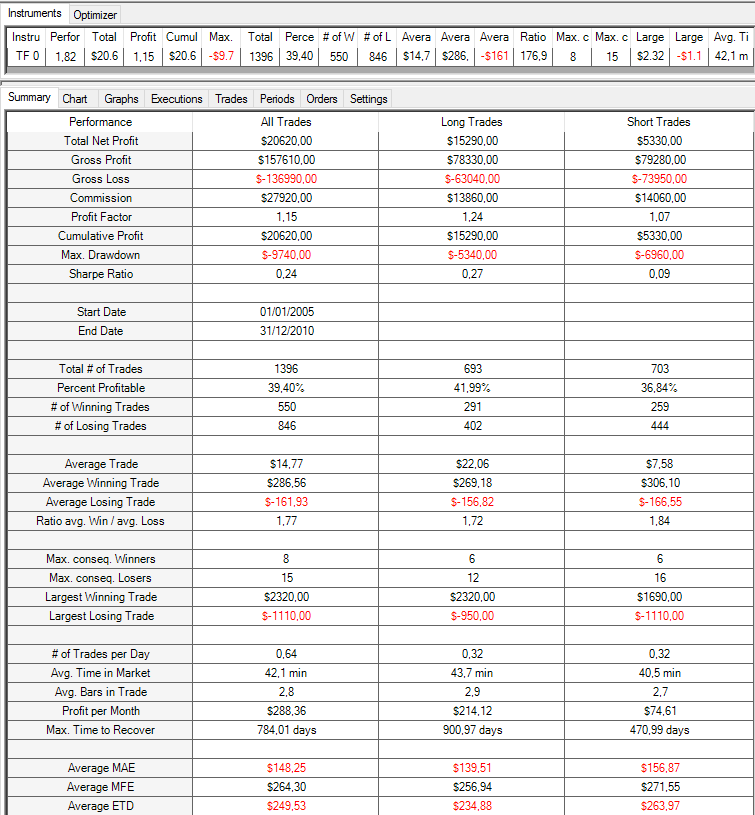 Instruments Optimizer
Instru Perfor Total Profit Cumul Max. Total Perce # of W # of L Avera Avera Avera Ratio Max. c Max. c Large Large Avg. Ti
TF 0 1,82 $20.6 1,15 $20.6 -$9.7 1396 39,40 550 846 $14,7 $286, -$161 176,9 8 15 $2.32 -$1.1 42,1 m
Summary Chart Graphs Executions Trades Periods Orders Settings
Performance All Trades Long Trades Short Trades
Total Net Profit $20620,00 $15290,00 $5330,00
Gross Profit $157610,00 $78330,00 $79280,00
Gross Loss $-136990,00 $-63040,00 $-73950,00
Commission $27920,00 $13860,00 $14060,00
Profit Factor 1,15 1,24 1,07
Cumulative Profit $20620,00 $15290,00 $5330,00
Max. Drawdown $-9740,00 $-5340,00 $-6960,00
Sharpe Ratio 0,24 0,27 0,09
Start Date 01/01/2005
End Date 31/12/2010
Total # of Trades 1396 693 703
Percent Profitable 39,40% 41,99% 36,84%
# of Winning Trades 550 291 259
# of Losing Trades 846 402 444
Average Trade $14,77 $22,06 $7,58
Average Winning Trade $286,56 $269,18 $306,10
Average Losing Trade $-161,93 $-156,82 $-166,55
Ratio avg. Win / avg. Loss 1,77 1,72 1,84
Max. conseq. Winners 8 6 6
Max. conseq. Losers 15 12 16
Largest Winning Trade $2320,00 $2320,00 $1690,00
Largest Losing Trade $-1110,00 $-950,00 $-1110,00
# of Trades per Day 0,64 0,32 0,32
Avg. Time in Market 42,1 min 43,7 min 40,5 min
Avg. Bars in Trade 2,8 2,9 2,7
Profit per Month $288,36 $214,12 $74,61
Max. Time to Recover 784,01 days 900,97 days 470,99 days
Average MAE $148,25 $139,51 $156,87
Average MFE $264,30 $256,94 $271,55
Average ETD $249,53 $234,88 $263,97